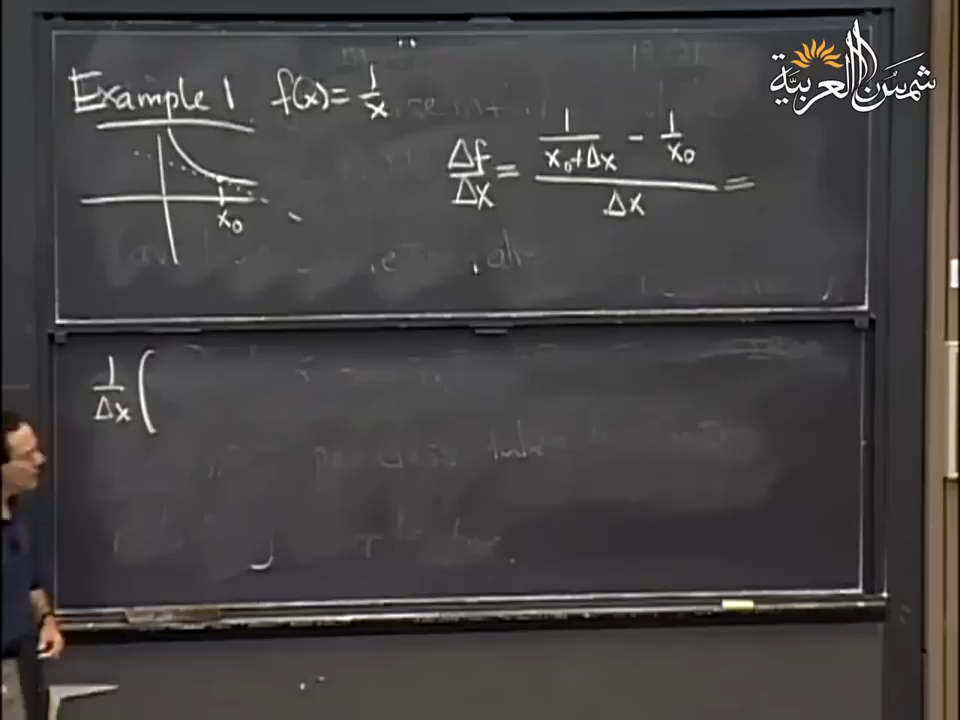 شمس العربية
Example 1 f(x) = 1/x
Δf/Δx = (1/(x₀+Δx) - 1/x₀)/Δx =
x₀
1/Δx (